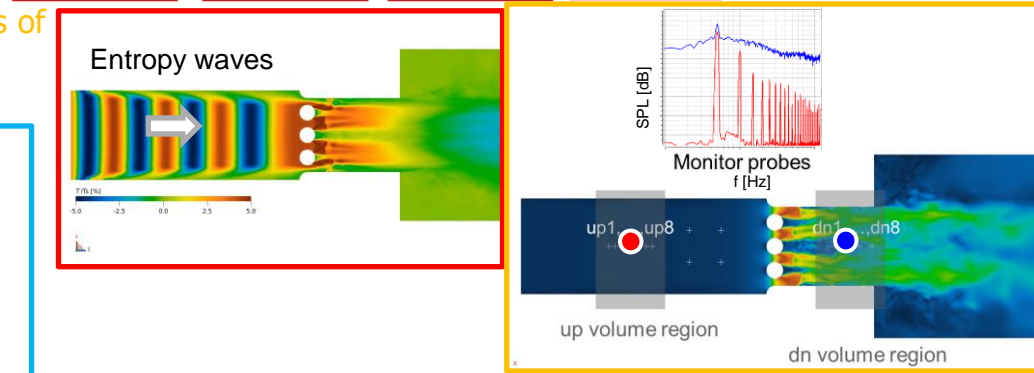 s of
Entropy waves
T'/Ts [%]
-5.0 -2.5 0.0 2.5 5.0
SPL [dB]
Monitor probes
f [Hz]
up1,...,up8
dn1,...,dn8
up volume region
dn volume region